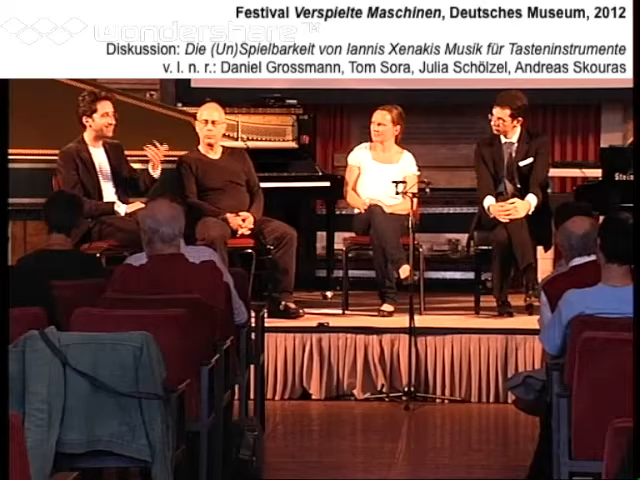 Festival Verspielte Maschinen, Deutsches Museum, 2012
wondershare™
Diskussion: Die (Un)Spielbarkeit von Iannis Xenakis Musik für Tasteninstrumente
v. l. n. r.: Daniel Grossmann, Tom Sora, Julia Schölzel, Andreas Skouras